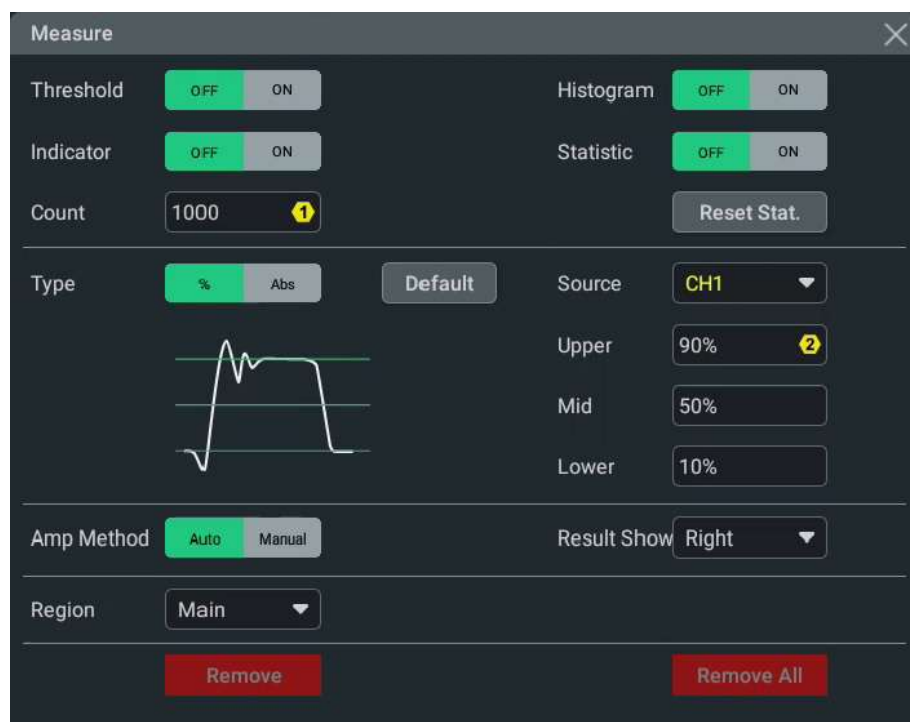 Measure
Threshold OFF ON Histogram OFF ON
Indicator OFF ON Statistic OFF ON
Count 1000 1 Reset Stat.
Type % Abs Default Source CH1
Upper 90% 2
Mid 50%
Lower 10%
Amp Method Auto Manual Result Show Right
Region Main
Remove Remove All